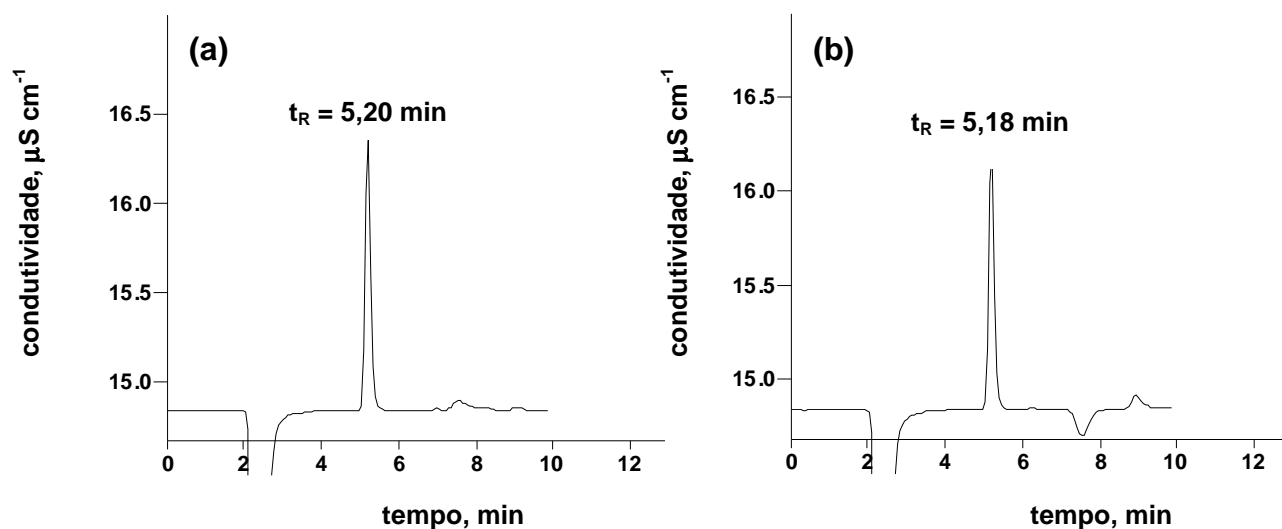 (a)
t_R = 5,20 min
condutividade, µS cm⁻¹
16.5
16.0
15.5
15.0
0 2 4 6 8 10 12
tempo, min
(b)
t_R = 5,18 min
condutividade, µS cm⁻¹
16.5
16.0
15.5
15.0
0 2 4 6 8 10 12
tempo, min